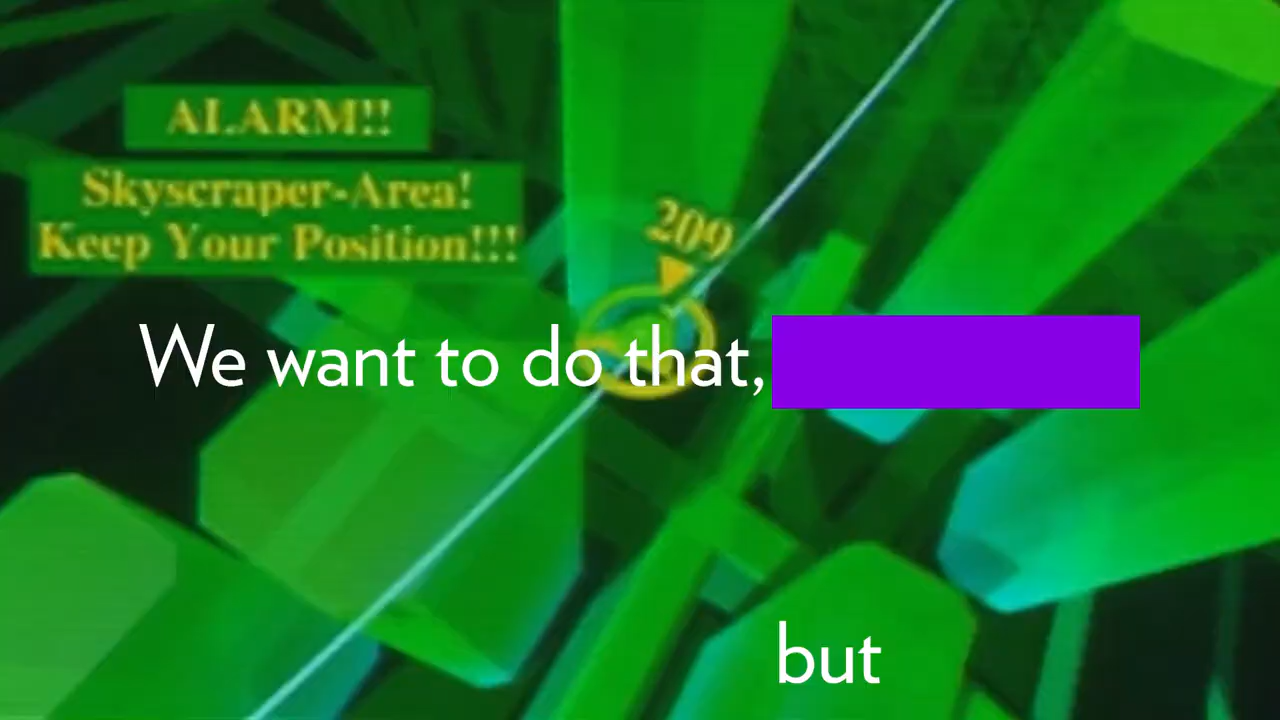 ALARM!!
Skyscraper-Area!
Keep Your Position!!!
209
We want to do that,
but